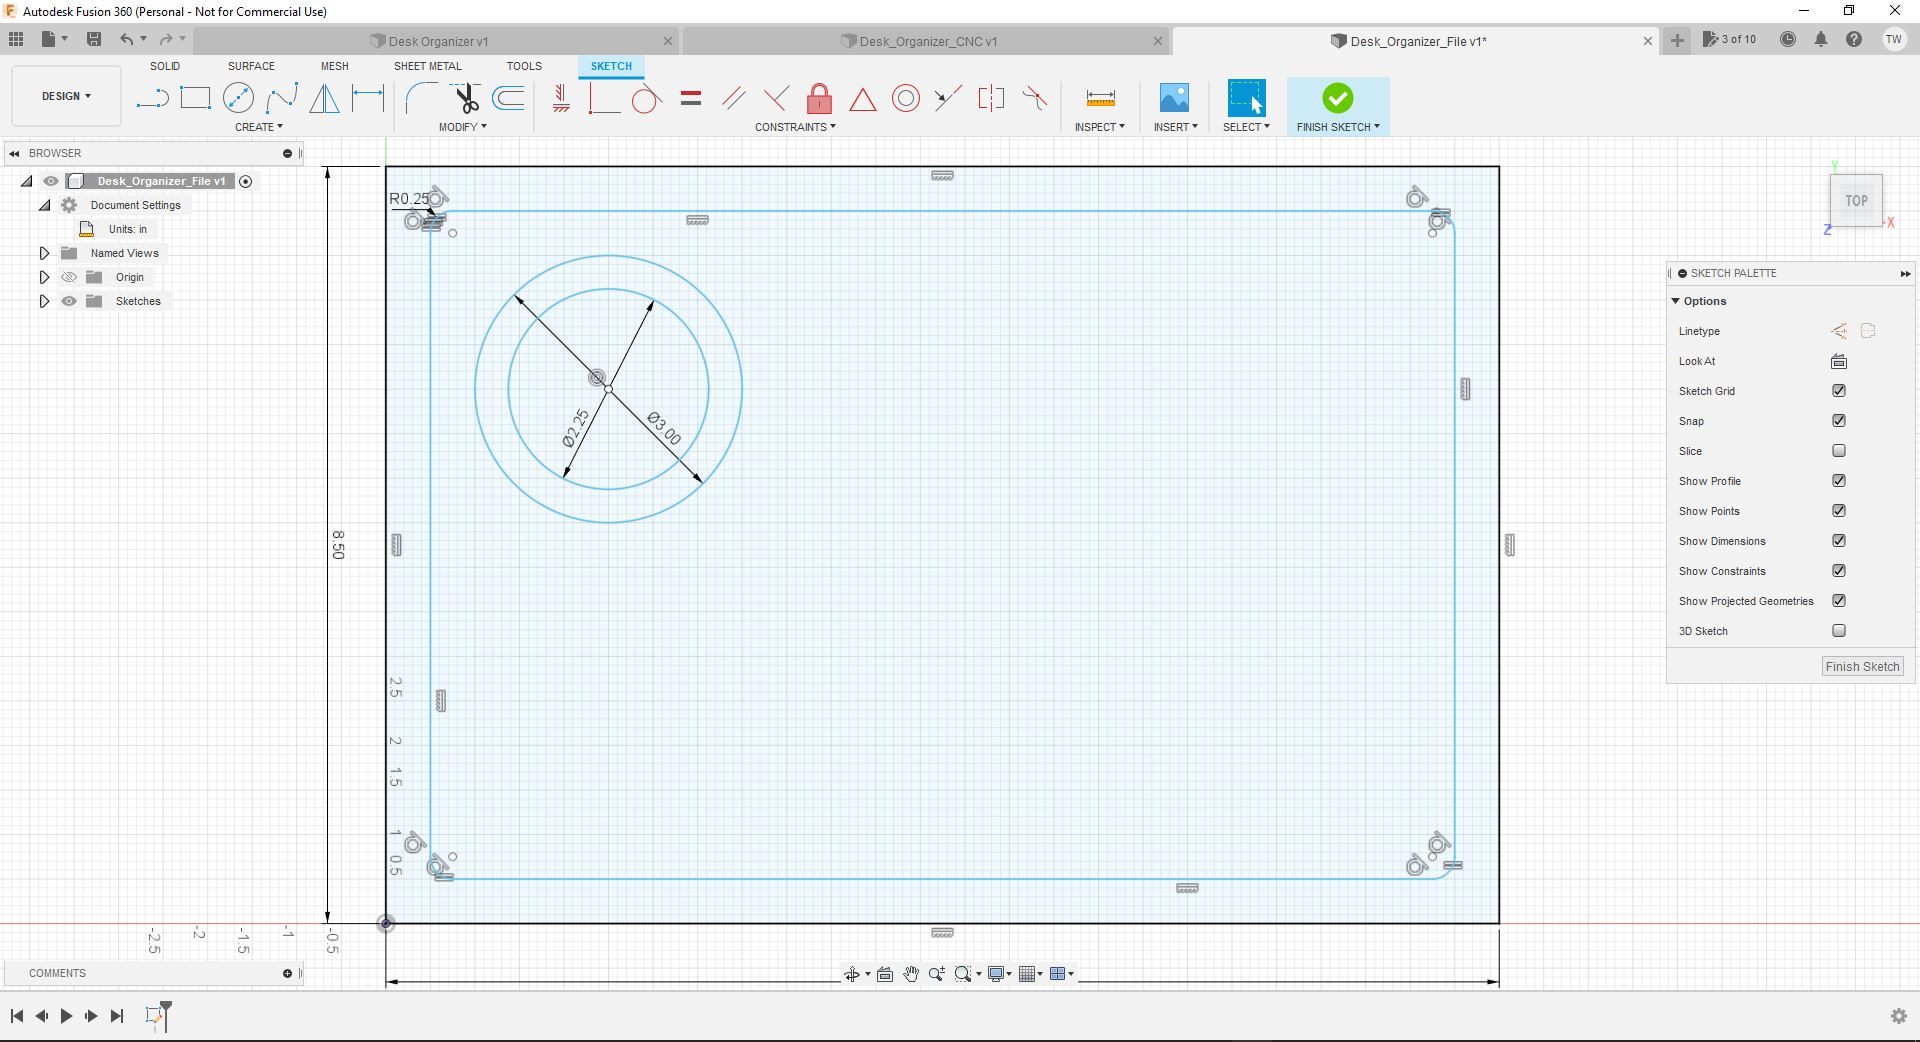 Autodesk Fusion 360 (Personal - Not for Commercial Use)
Desk Organizer v1
Desk_Organizer_CNC v1
Desk_Organizer_File v1*
3 of 10
TW
SOLID
SURFACE
MESH
SHEET METAL
TOOLS
SKETCH
DESIGN
CREATE
MODIFY
CONSTRAINTS
INSPECT
INSERT
SELECT
FINISH SKETCH
BROWSER
Desk_Organizer_File v1
Document Settings
Units: in
Named Views
Origin
Sketches
R0.25
Ø2.25
Ø3.00
8.50
2.5
2
1.5
1
0.5
-2.5
-2
-1.5
-1
-0.5
TOP
Y
X
Z
SKETCH PALETTE
Options
Linetype
Look At
Sketch Grid
Snap
Slice
Show Profile
Show Points
Show Dimensions
Show Constraints
Show Projected Geometries
3D Sketch
Finish Sketch
COMMENTS